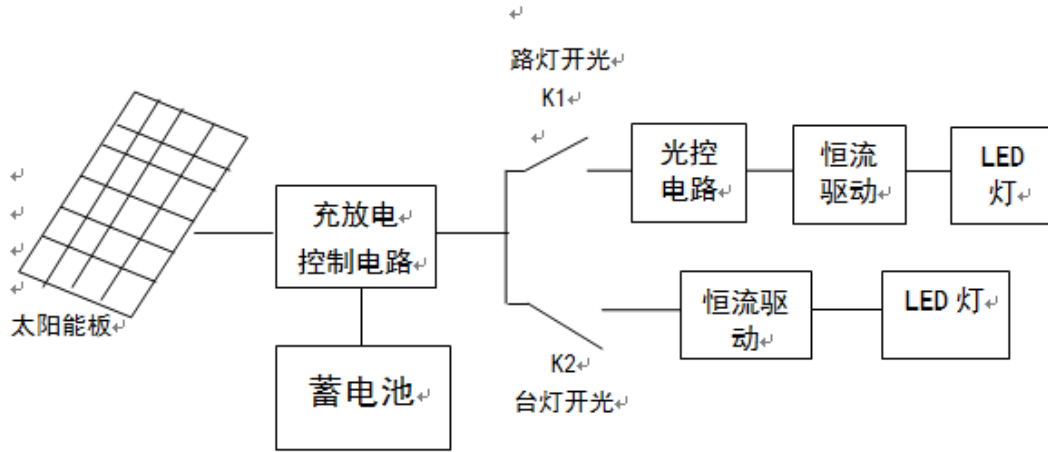 路灯开光
K1
光控
电路
恒流
驱动
LED
灯
充放电
控制电路
太阳能板
蓄电池
恒流驱
动
LED 灯
K2
台灯开光